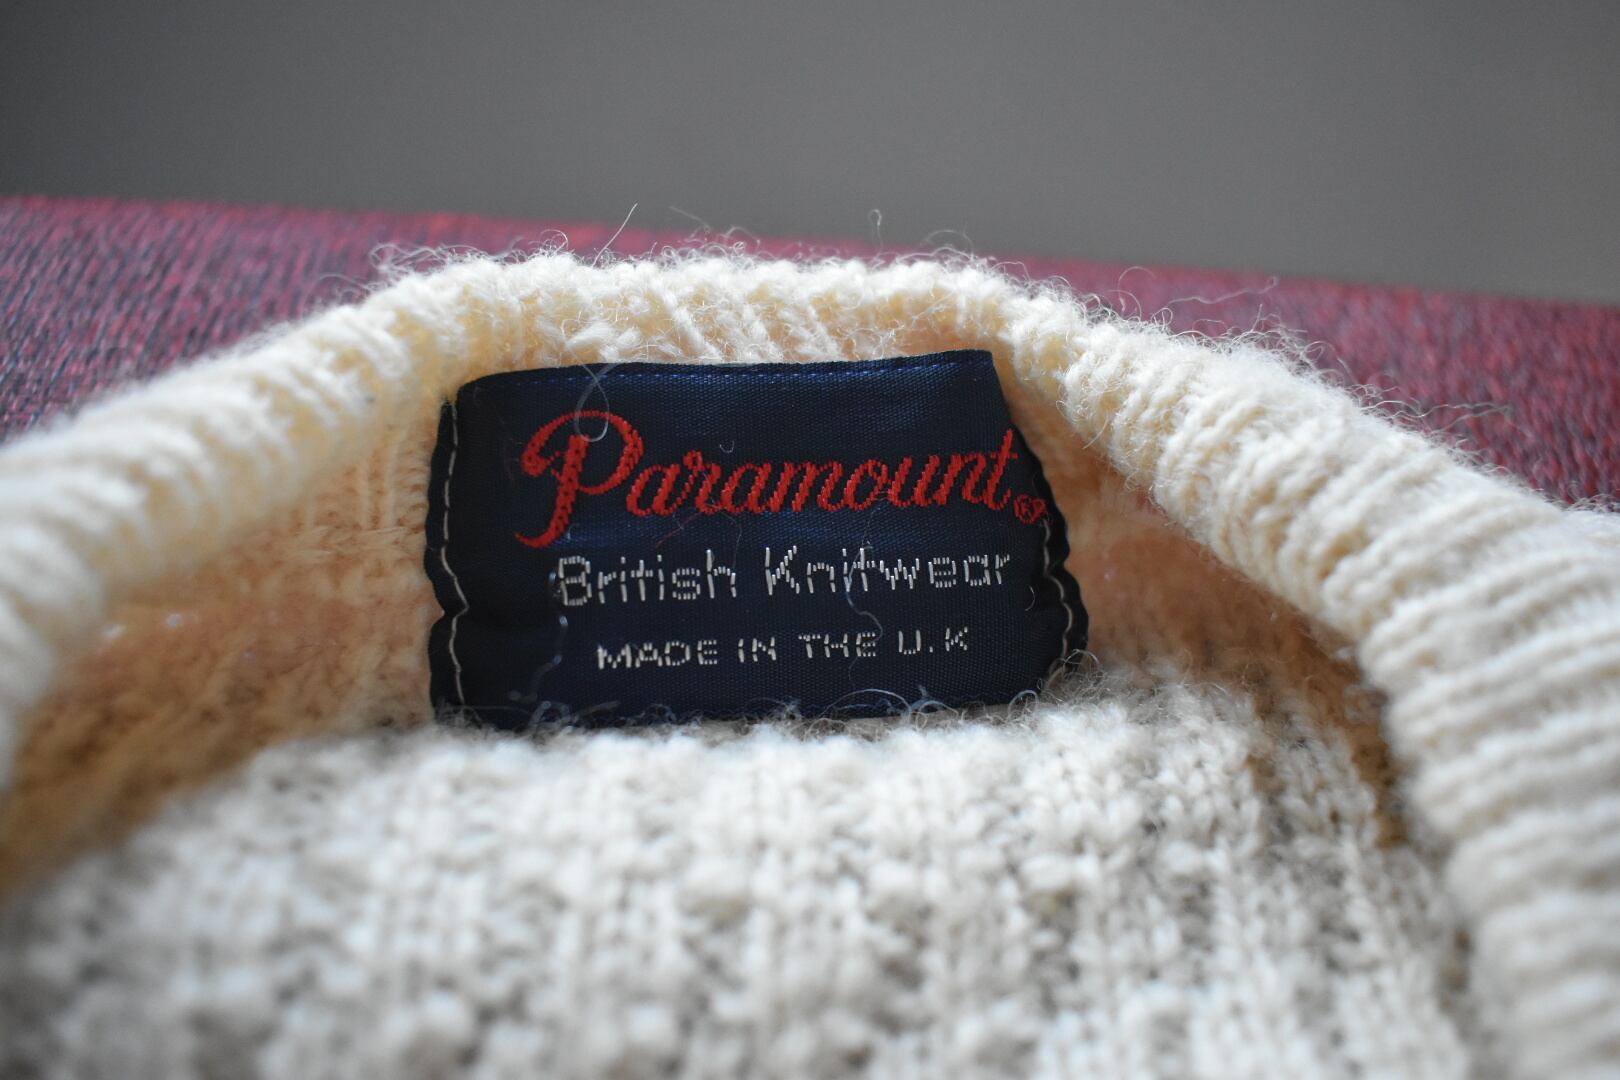 Paramount®
British Knitwear
MADE IN THE U.K